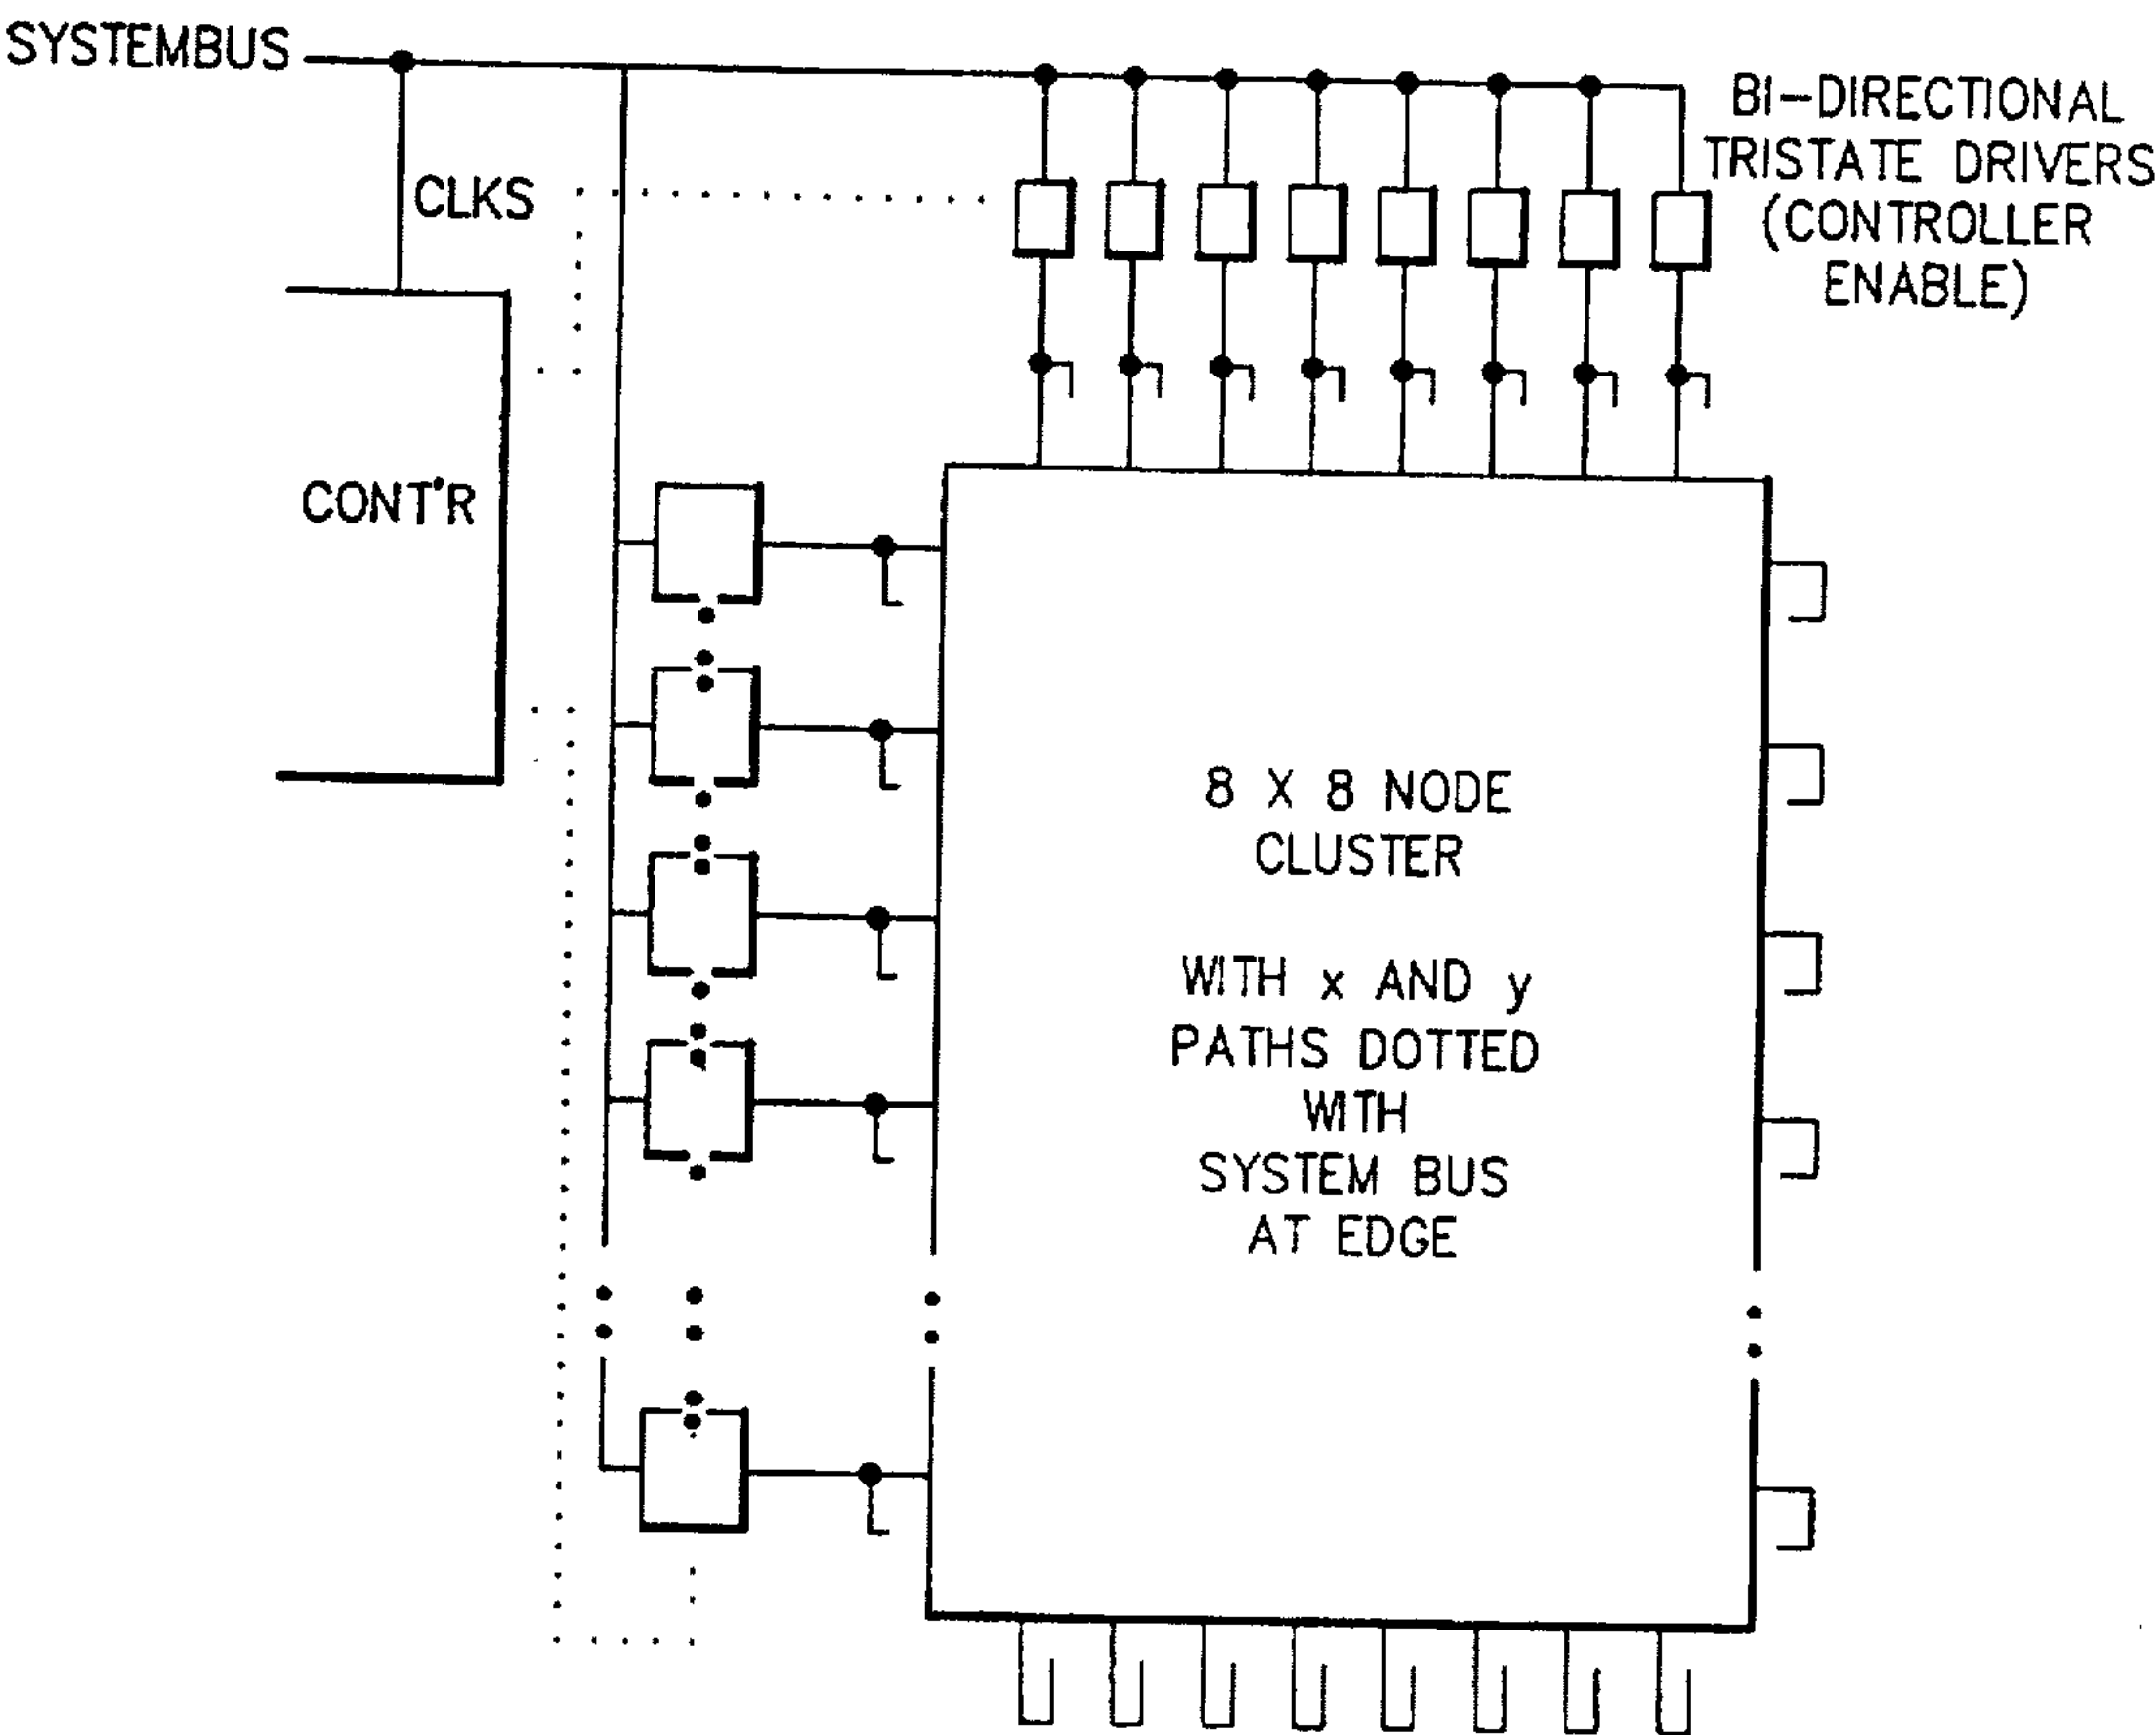 SYSTEMBUS
BI-DIRECTIONAL
TRISTATE DRIVERS
(CONTROLLER
ENABLE)
CLKS
CONT'R
8 X 8 NODE
CLUSTER
WITH x AND y
PATHS DOTTED
WITH
SYSTEM BUS
AT EDGE